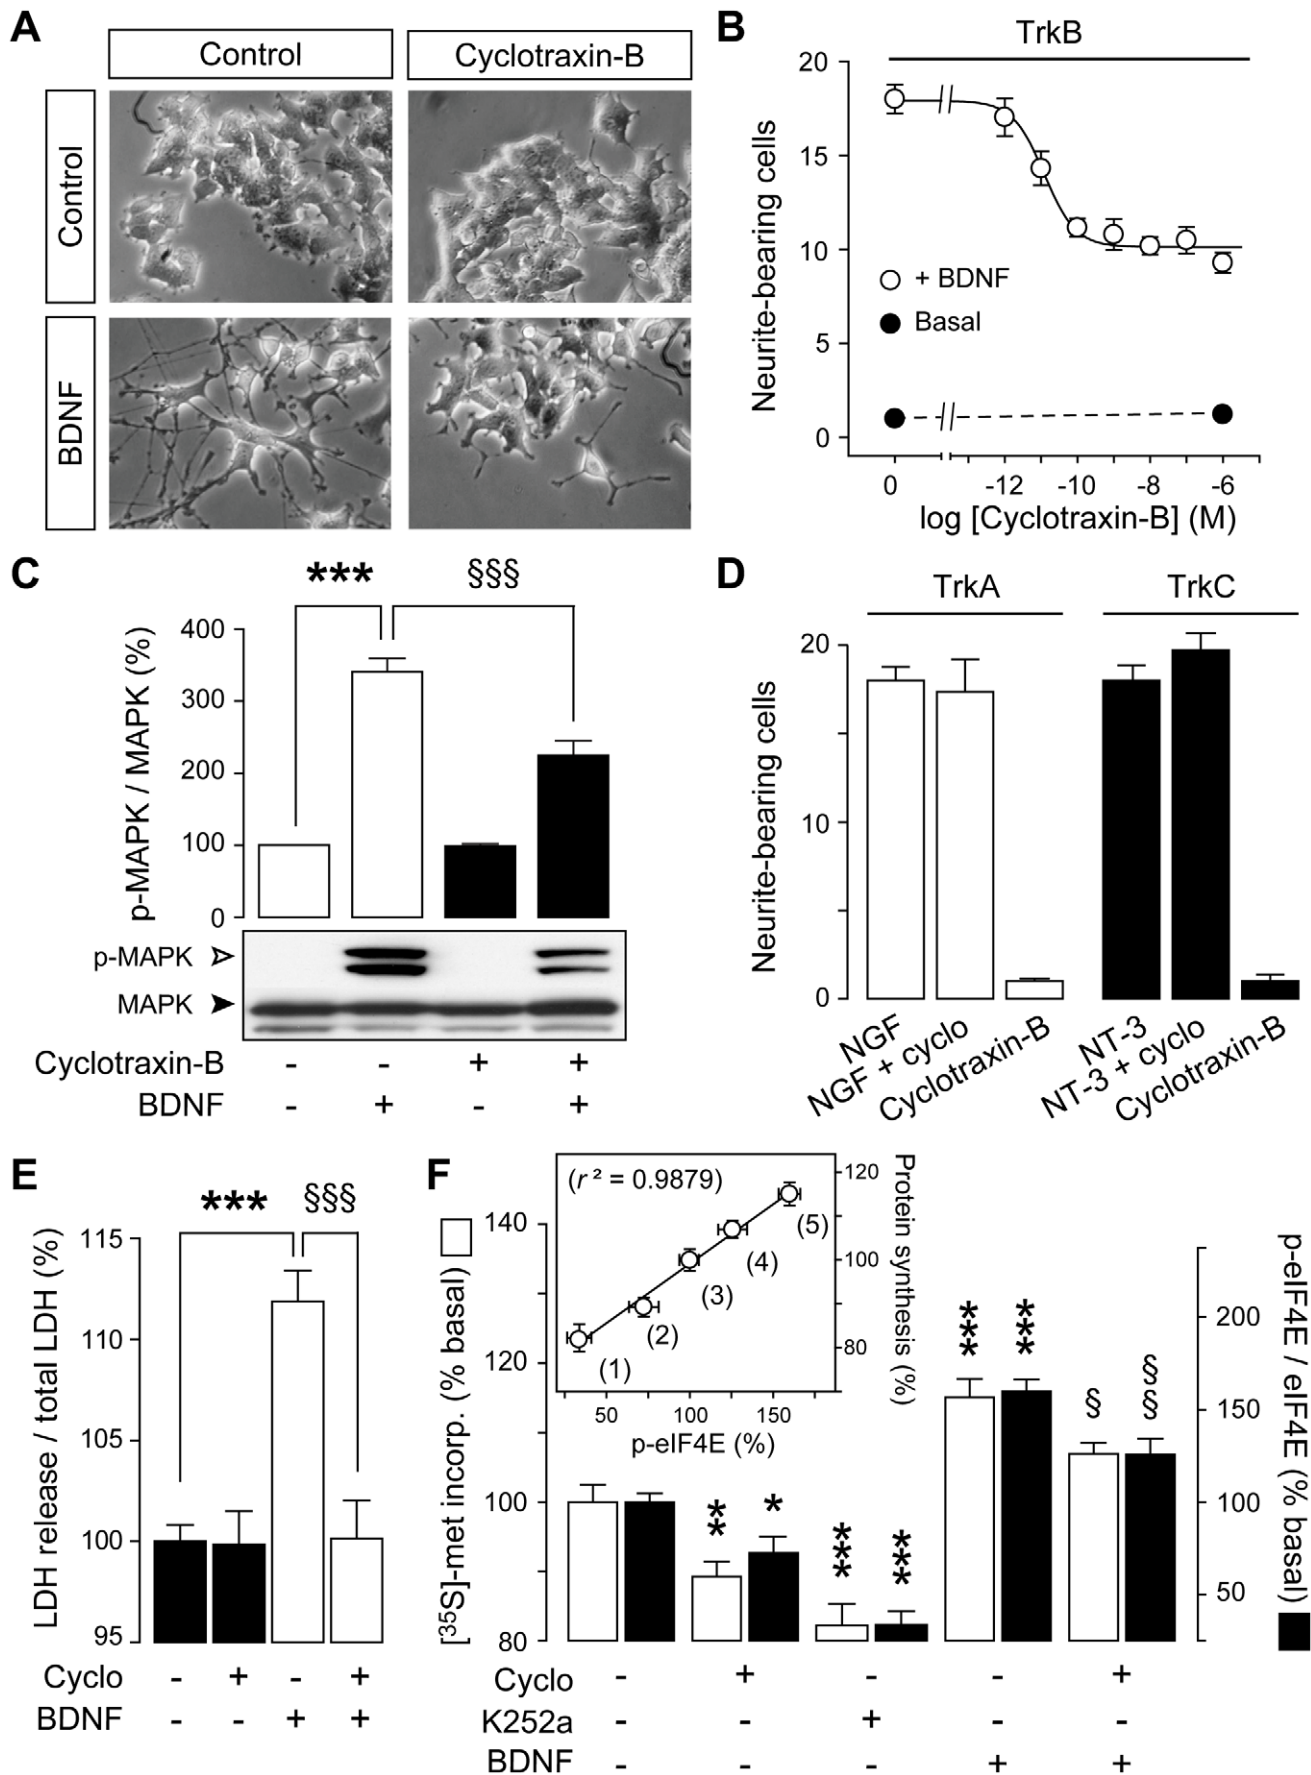 A
Control
Cyclotraxin-B
Control
BDNF
B
TrkB
Neurite-bearing cells
20
15
10
5
0
+ BDNF
Basal
0
-12
-10
-8
-6
log [Cyclotraxin-B] (M)
C
***
§§§
p-MAPK / MAPK (%)
400
300
200
100
0
p-MAPK
MAPK
Cyclotraxin-B - - + +
BDNF - + - +
D
TrkA
TrkC
Neurite-bearing cells
20
10
0
NGF
NGF + cyclo
Cyclotraxin-B
NT-3
NT-3 + cyclo
Cyclotraxin-B
E
***
§§§
LDH release / total LDH (%)
115
110
105
100
95
Cyclo - + - +
BDNF - - + +
F
[³⁵S]-met incorp. (% basal)
140
120
100
80
(r² = 0.9879)
(1)
(2)
(3)
(4)
(5)
50
100
150
p-eIF4E (%)
120
100
80
Protein synthesis (%)
**
*
***
***
***
***
§
§§
200
150
100
50
p-eIF4E / eIF4E (% basal)
Cyclo - + - - +
K252a - - + - -
BDNF - - - + +